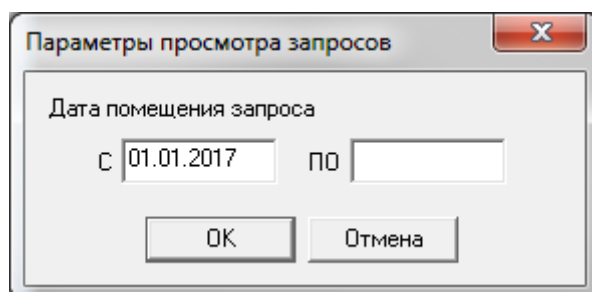 Параметры просмотра запросов
Дата помещения запроса
С 01.01.2017 ПО
ОК Отмена